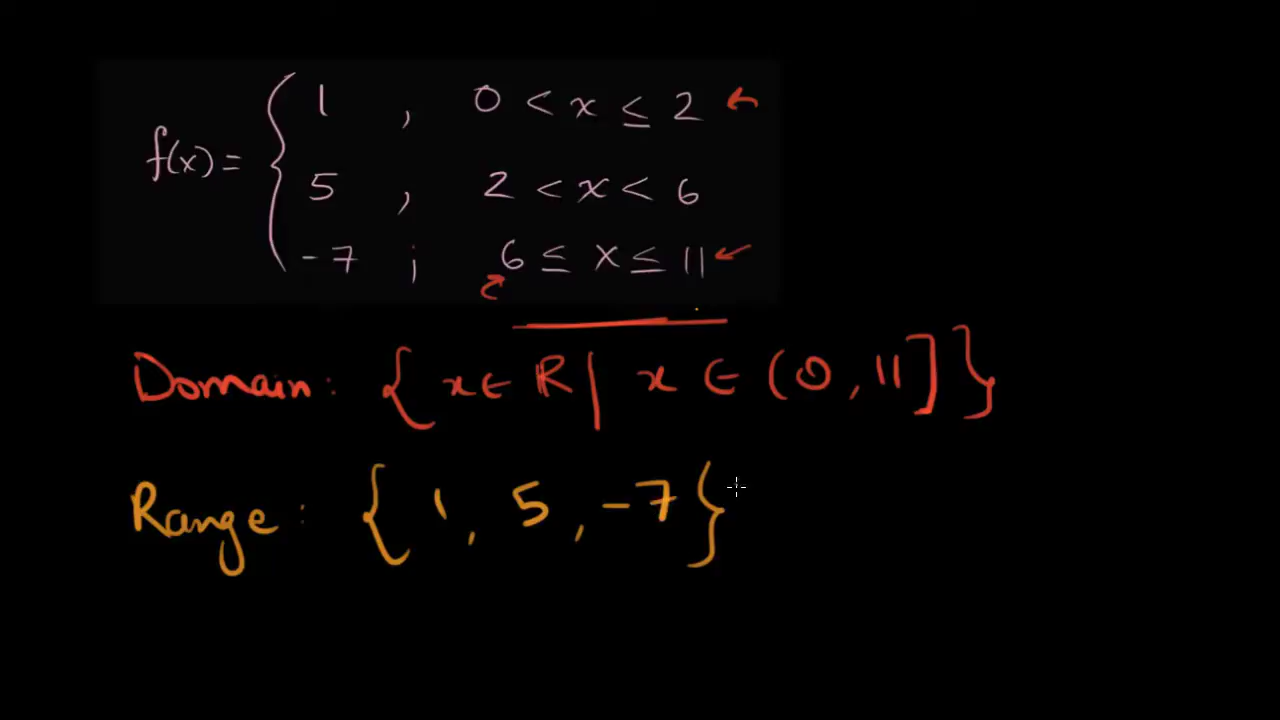 f(x) = { 1 , 0 < x ≤ 2
5 , 2 < x < 6
-7 ; 6 ≤ x ≤ 11
Domain: { x ∈ ℝ | x ∈ (0, 11] }
Range: { 1, 5, -7 }